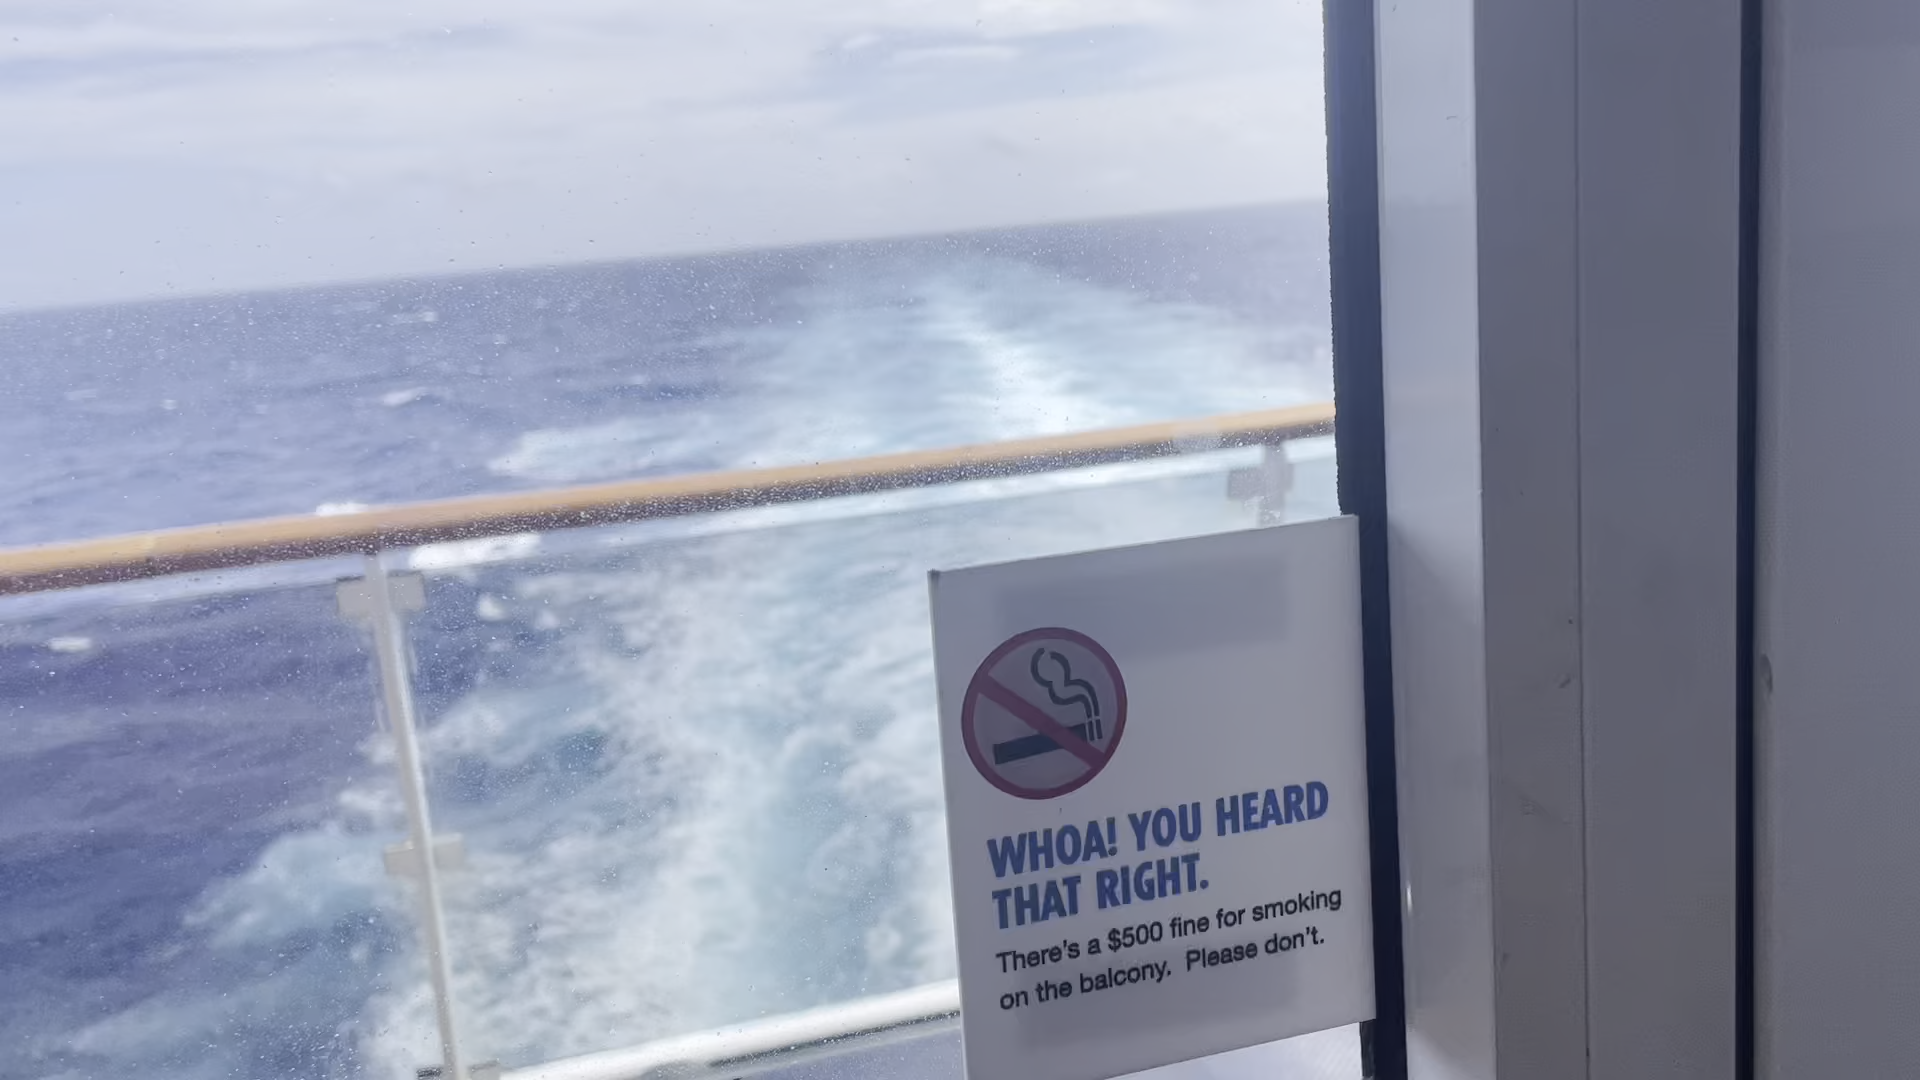 WHOA! YOU HEARD
THAT RIGHT.
There's a $500 fine for smoking
on the balcony. Please don't.